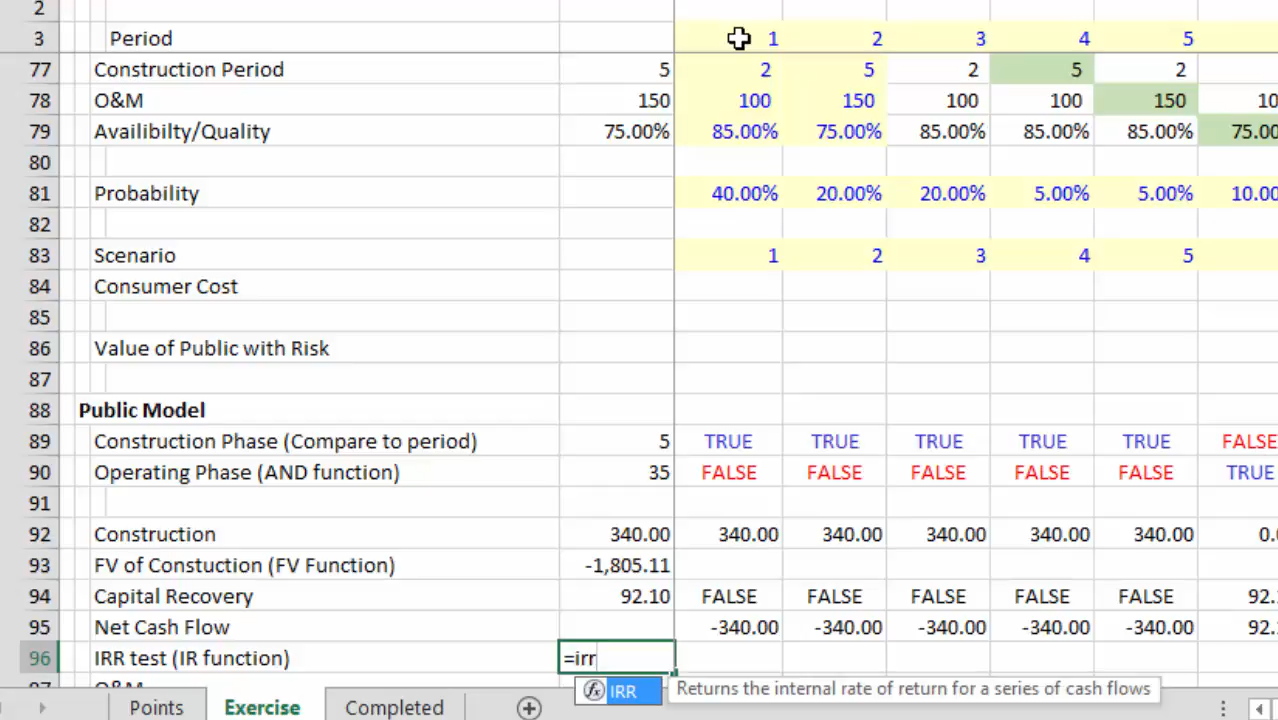 2
3 Period 1 2 3 4 5
77 Construction Period 5 2 5 2 5 2
78 O&M 150 100 150 100 100 150 10
79 Availibilty/Quality 75.00% 85.00% 75.00% 85.00% 85.00% 85.00% 75.00
80
81 Probability 40.00% 20.00% 20.00% 5.00% 5.00% 10.00
82
83 Scenario 1 2 3 4 5
84 Consumer Cost
85
86 Value of Public with Risk
87
88 Public Model
89 Construction Phase (Compare to period) 5 TRUE TRUE TRUE TRUE TRUE FALSE
90 Operating Phase (AND function) 35 FALSE FALSE FALSE FALSE FALSE TRUE
91
92 Construction 340.00 340.00 340.00 340.00 340.00 340.00 0.0
93 FV of Constuction (FV Function) -1,805.11
94 Capital Recovery 92.10 FALSE FALSE FALSE FALSE FALSE 92.
95 Net Cash Flow -340.00 -340.00 -340.00 -340.00 -340.00 92.
96 IRR test (IR function) =irr
97 O&M
fx IRR Returns the internal rate of return for a series of cash flows
Points Exercise Completed